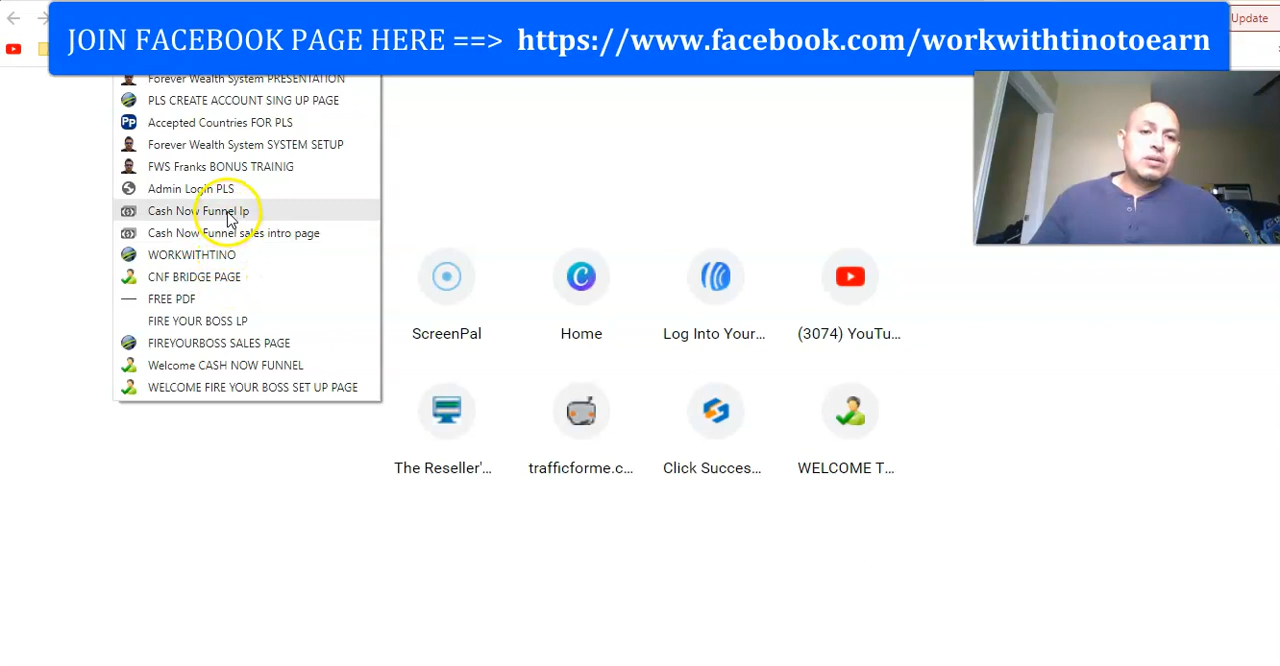 JOIN FACEBOOK PAGE HERE ==> https://www.facebook.com/workwithtinotoearn
Update
Forever Wealth System PRESENTATION
PLS CREATE ACCOUNT SING UP PAGE
Accepted Countries FOR PLS
Forever Wealth System SYSTEM SETUP
FWS Franks BONUS TRAINIG
Admin Login PLS
Cash Now Funnel lp
Cash Now Funnel sales intro page
WORKWITHTINO
CNF BRIDGE PAGE
FREE PDF
FIRE YOUR BOSS LP
FIREYOURBOSS SALES PAGE
Welcome CASH NOW FUNNEL
WELCOME FIRE YOUR BOSS SET UP PAGE
ScreenPal
Home
Log Into Your...
(3074) YouTu...
The Reseller'...
trafficforme.c...
Click Succes...
WELCOME T...